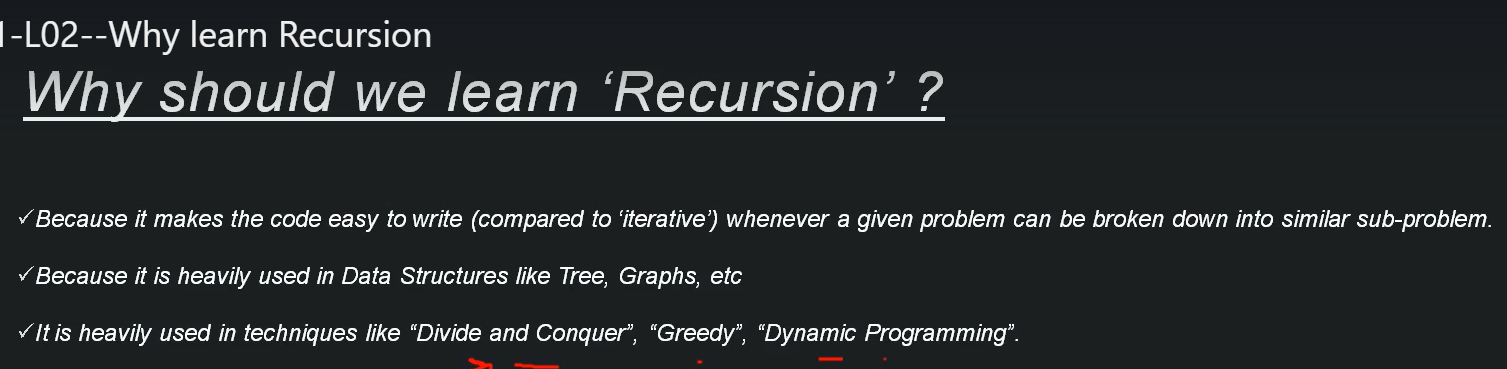 1-L02--Why learn Recursion
Why should we learn ‘Recursion’ ?
✓Because it makes the code easy to write (compared to ‘iterative’) whenever a given problem can be broken down into similar sub-problem.
✓Because it is heavily used in Data Structures like Tree, Graphs, etc
✓It is heavily used in techniques like “Divide and Conquer”, “Greedy”, “Dynamic Programming”.